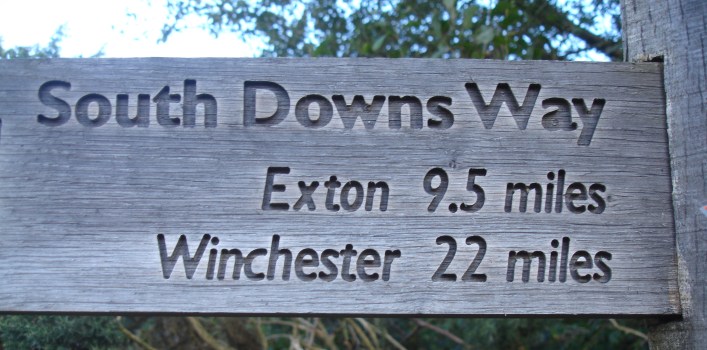 South Downs Way
Exton 9.5 miles
Winchester 22 miles